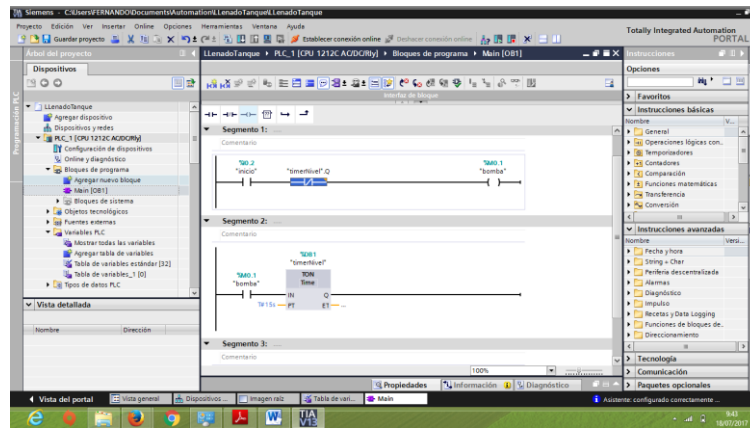 Siemens - C:\Users\FERNANDO\Documents\Automation\LLenadoTanque\LLenadoTanque
Proyecto Edición Ver Insertar Online Opciones Herramientas Ventana Ayuda
Totally Integrated Automation
PORTAL
Guardar proyecto
Establecer conexión online
Deshacer conexión online
Árbol del proyecto
LLenadoTanque PLC_1 [CPU 1212C AC/DC/Rly] Bloques de programa Main [OB1]
Instrucciones
Dispositivos
Opciones
Programación PLC
LLenadoTanque
Agregar dispositivo
Dispositivos y redes
PLC_1 [CPU 1212C AC/DC/Rly]
Configuración de dispositivos
Online y diagnóstico
Bloques de programa
Agregar nuevo bloque
Main [OB1]
Bloques de sistema
Objetos tecnológicos
Fuentes externas
Variables PLC
Mostrar todas las variables
Agregar tabla de variables
Tabla de variables estándar [32]
Tabla de variables_1 [0]
Tipos de datos PLC
Vista detallada
Nombre Dirección
Interfaz de bloque
Segmento 1: ...
Comentario
%I0.2
"inicio"
"timerNivel".Q
%M0.1
"bomba"
Segmento 2: ...
Comentario
%DB1
"timerNivel"
%M0.1
"bomba"
TON
Time
IN Q
T#15s PT ET ...
Segmento 3: ...
Comentario
100%
Favoritos
Instrucciones básicas
Nombre V...
General
Operaciones lógicas con..
Temporizadores
Contadores
Comparación
Funciones matemáticas
Transferencia
Conversión
Instrucciones avanzadas
Nombre Versi...
Fecha y hora
String + Char
Periferia descentralizada
Alarmas
Diagnóstico
Impulso
Recetas y Data Logging
Funciones de bloques de..
Direccionamiento
Tecnología
Comunicación
Paquetes opcionales
Propiedades Información Diagnóstico
Vista del portal Vista general Dispositivos ... Imagen raíz Tabla de vari... Main
Asistente: configurado correctamente ...
TIA
V13
9:43
18/07/2017